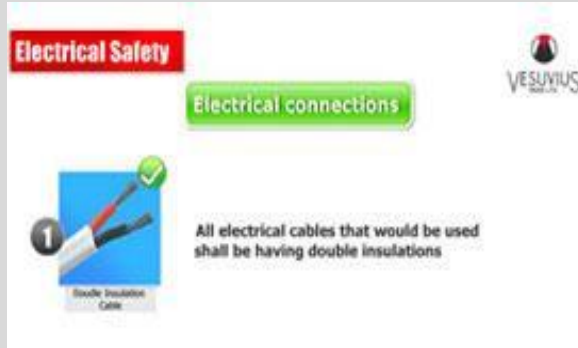 Electrical Safety
VESUVIUS
Electrical connections
1
All electrical cables that would be used
shall be having double insulations
Double Insulation
Cable